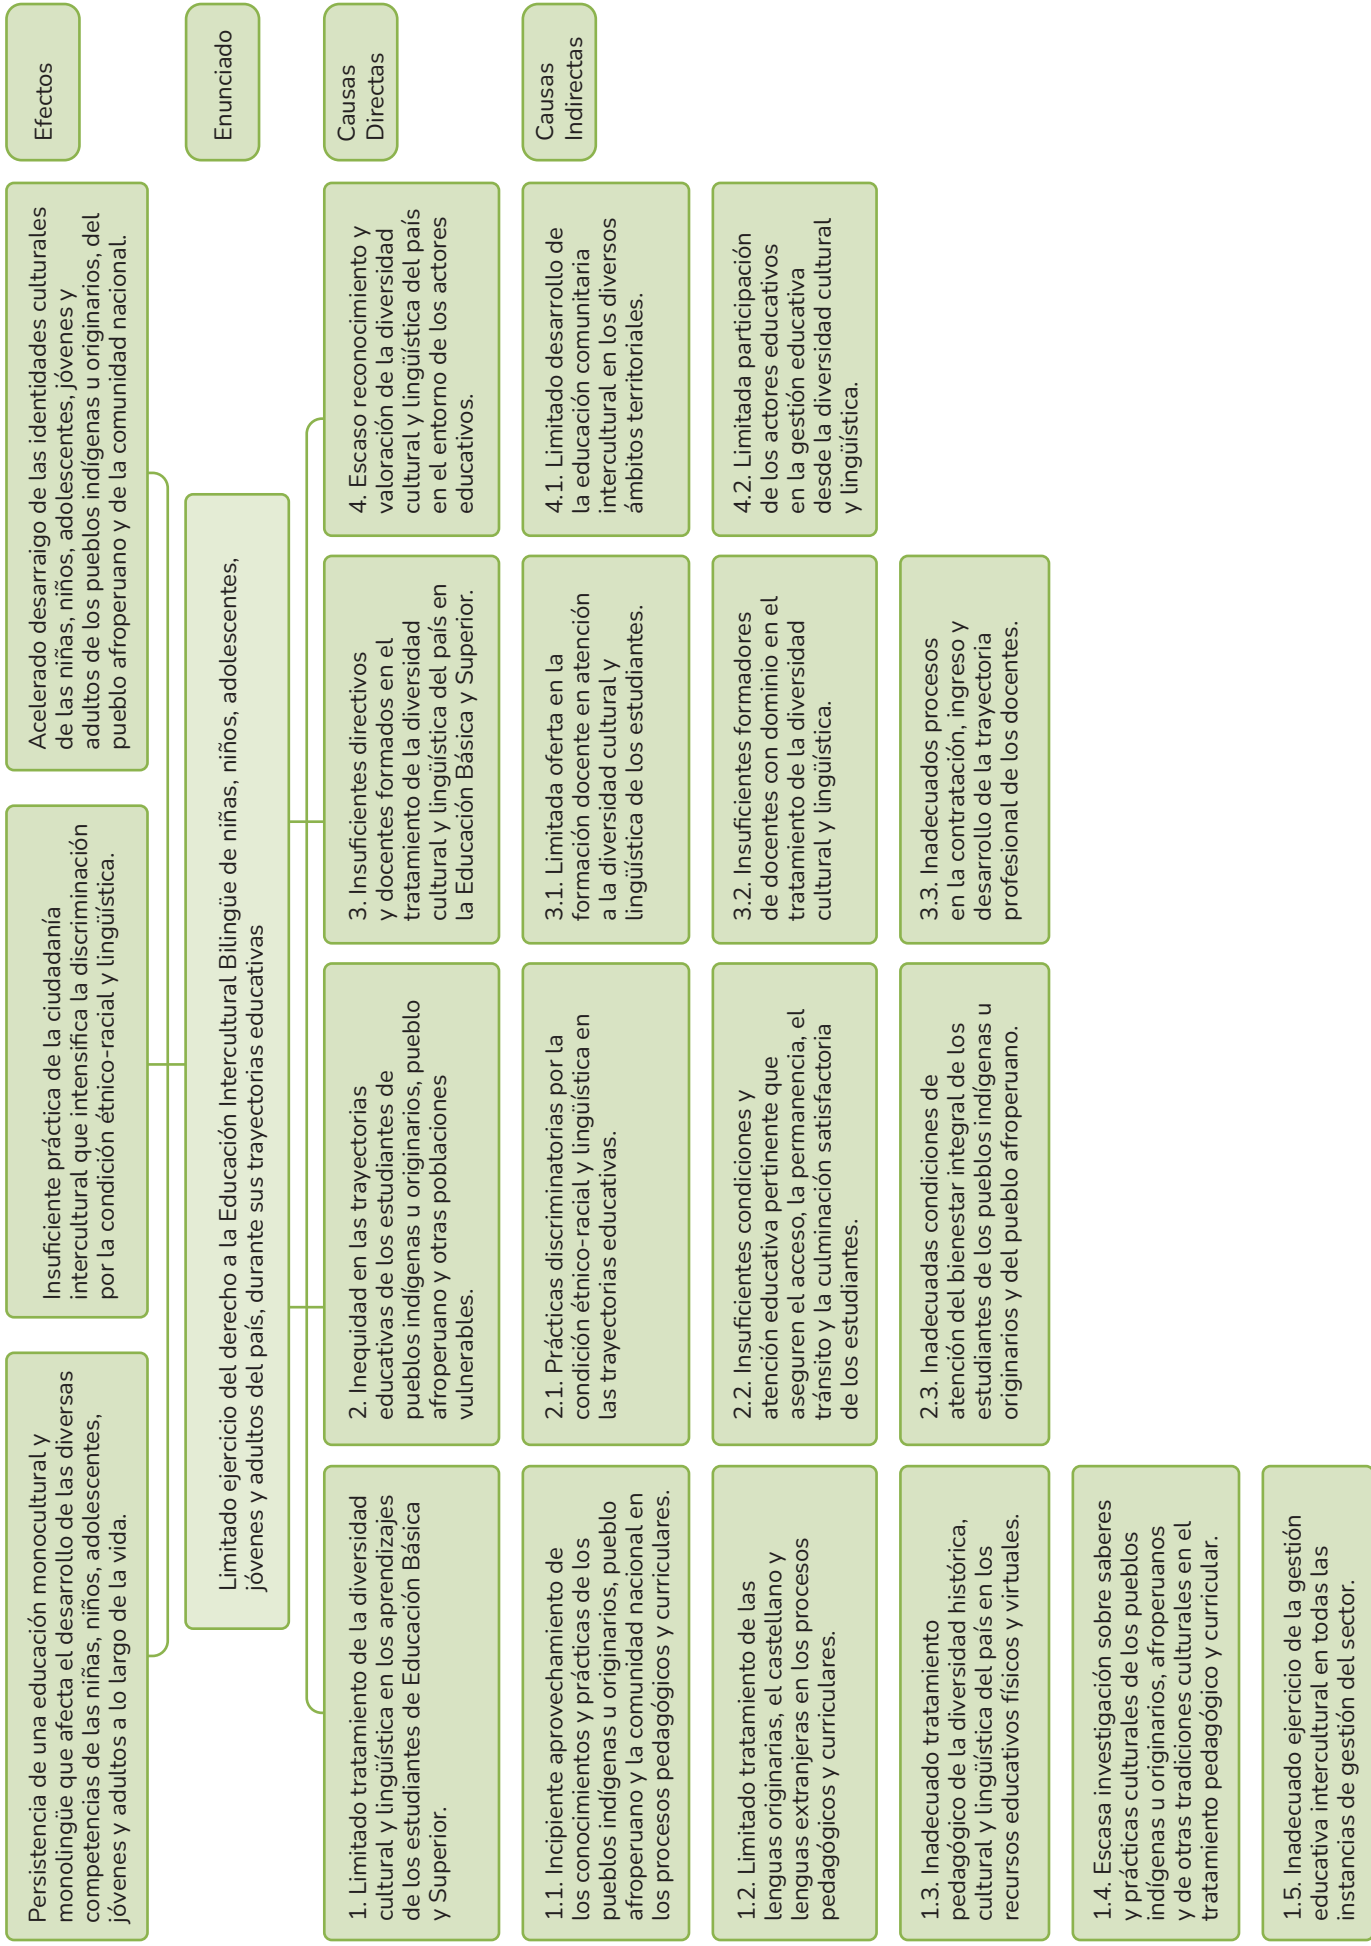 Persistencia de una educación monocultural y
monolingüe que afecta el desarrollo de las diversas
competencias de las niñas, niños, adolescentes,
jóvenes y adultos a lo largo de la vida.
Insuficiente práctica de la ciudadanía
intercultural que intensifica la discriminación
por la condición étnico-racial y lingüística.
Acelerado desarraigo de las identidades culturales
de las niñas, niños, adolescentes, jóvenes y
adultos de los pueblos indígenas u originarios, del
pueblo afroperuano y de la comunidad nacional.
Efectos
Limitado ejercicio del derecho a la Educación Intercultural Bilingüe de niñas, niños, adolescentes,
jóvenes y adultos del país, durante sus trayectorias educativas
Enunciado
1. Limitado tratamiento de la diversidad
cultural y lingüística en los aprendizajes
de los estudiantes de Educación Básica
y Superior.
2. Inequidad en las trayectorias
educativas de los estudiantes de
pueblos indígenas u originarios, pueblo
afroperuano y otras poblaciones
vulnerables.
3. Insuficientes directivos
y docentes formados en el
tratamiento de la diversidad
cultural y lingüística del país en
la Educación Básica y Superior.
4. Escaso reconocimiento y
valoración de la diversidad
cultural y lingüística del país
en el entorno de los actores
educativos.
Causas
Directas
1.1. Incipiente aprovechamiento de
los conocimientos y prácticas de los
pueblos indígenas u originarios, pueblo
afroperuano y la comunidad nacional en
los procesos pedagógicos y curriculares.
2.1. Prácticas discriminatorias por la
condición étnico-racial y lingüística en
las trayectorias educativas.
3.1. Limitada oferta en la
formación docente en atención
a la diversidad cultural y
lingüística de los estudiantes.
4.1. Limitado desarrollo de
la educación comunitaria
intercultural en los diversos
ámbitos territoriales.
Causas
Indirectas
1.2. Limitado tratamiento de las
lenguas originarias, el castellano y
lenguas extranjeras en los procesos
pedagógicos y curriculares.
2.2. Insuficientes condiciones y
atención educativa pertinente que
aseguren el acceso, la permanencia, el
tránsito y la culminación satisfactoria
de los estudiantes.
3.2. Insuficientes formadores
de docentes con dominio en el
tratamiento de la diversidad
cultural y lingüística.
4.2. Limitada participación
de los actores educativos
en la gestión educativa
desde la diversidad cultural
y lingüística.
1.3. Inadecuado tratamiento
pedagógico de la diversidad histórica,
cultural y lingüística del país en los
recursos educativos físicos y virtuales.
2.3. Inadecuadas condiciones de
atención del bienestar integral de los
estudiantes de los pueblos indígenas u
originarios y del pueblo afroperuano.
3.3. Inadecuados procesos
en la contratación, ingreso y
desarrollo de la trayectoria
profesional de los docentes.
1.4. Escasa investigación sobre saberes
y prácticas culturales de los pueblos
indígenas u originarios, afroperuanos
y de otras tradiciones culturales en el
tratamiento pedagógico y curricular.
1.5. Inadecuado ejercicio de la gestión
educativa intercultural en todas las
instancias de gestión del sector.